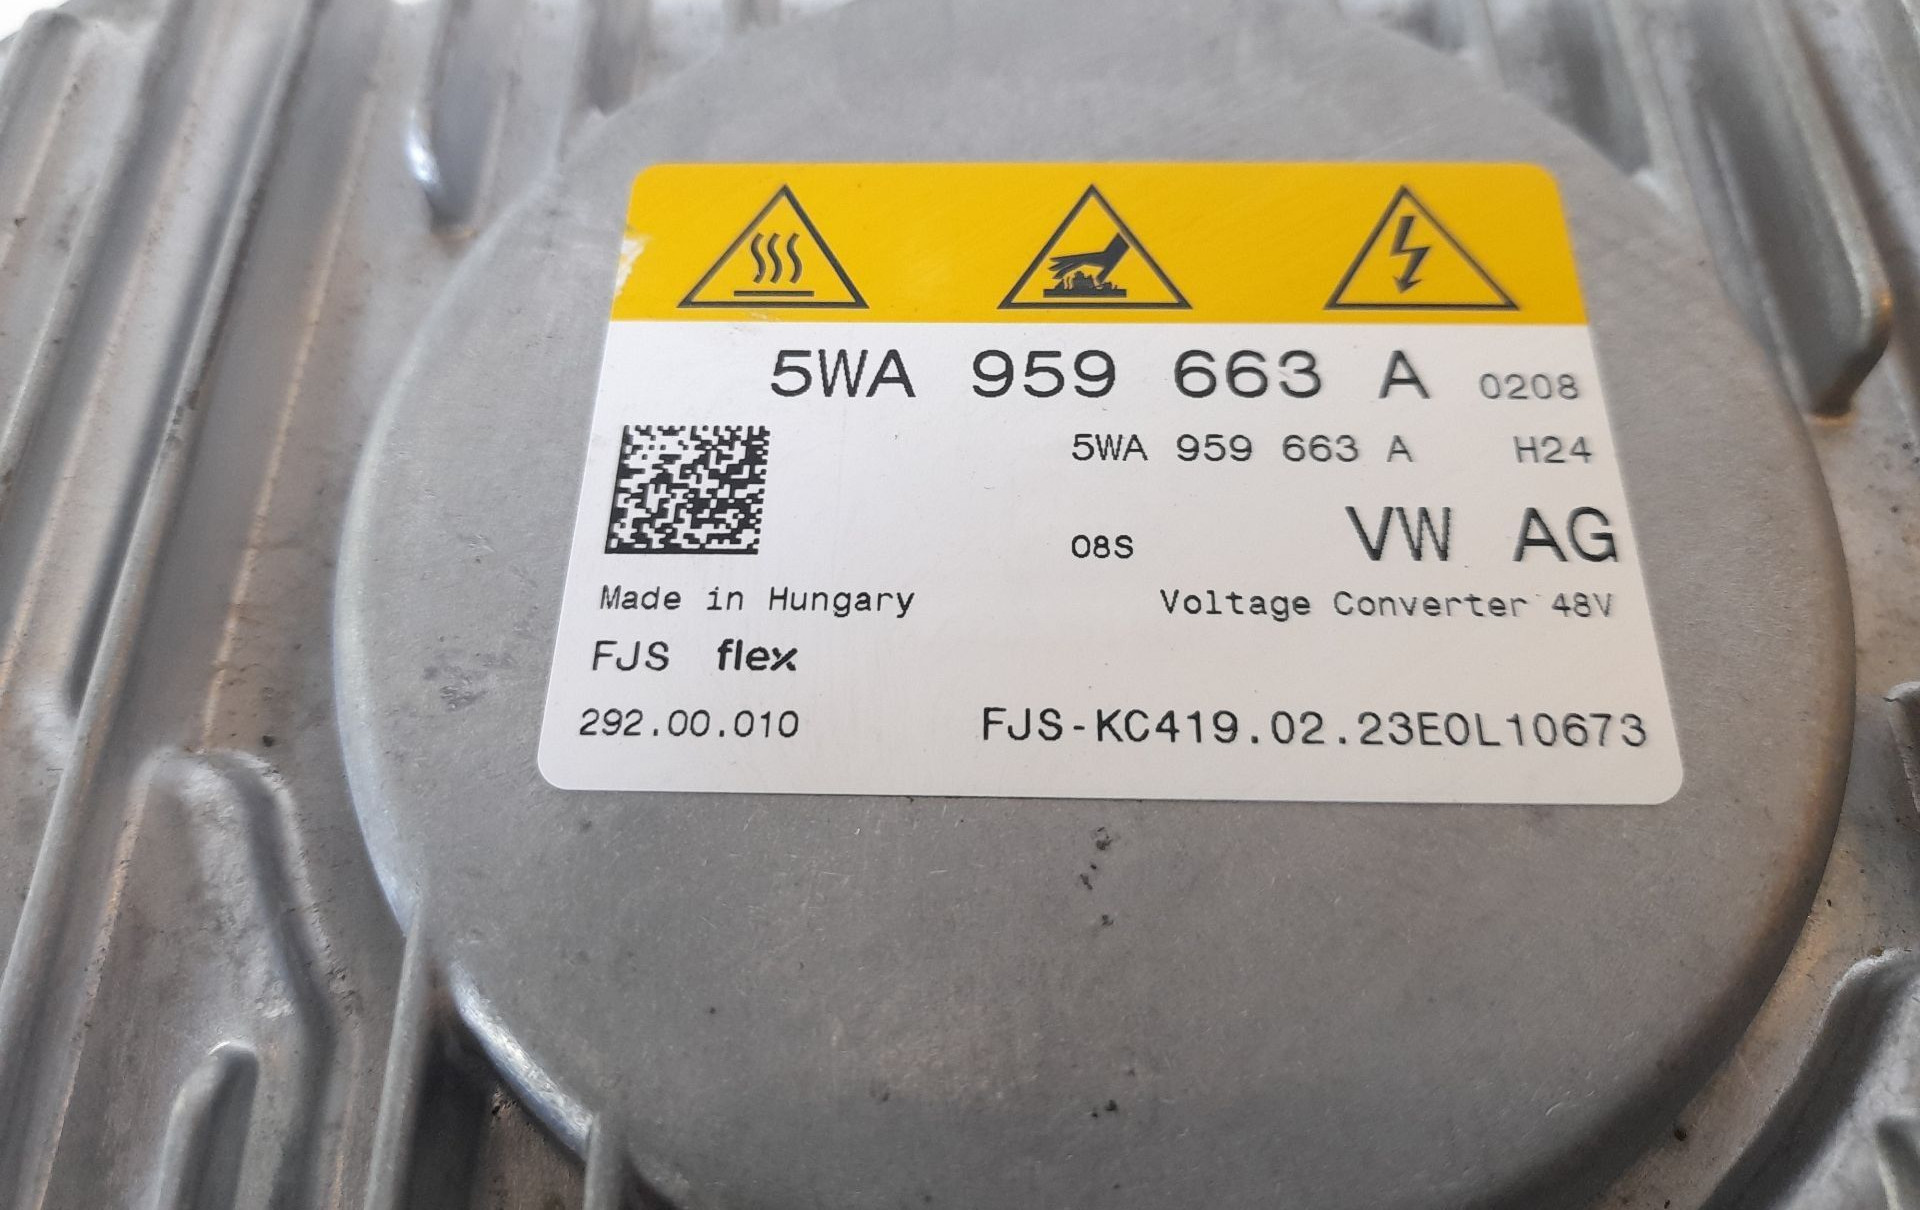 5WA 959 663 A 0208
5WA 959 663 A H24
08S VW AG
Made in Hungary Voltage Converter 48V
FJS flex
292.00.010 FJS-KC419.02.23E0L10673